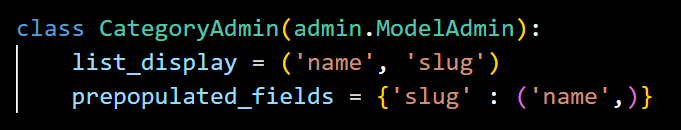 class CategoryAdmin(admin.ModelAdmin):
    list_display = ('name', 'slug')
    prepopulated_fields = {'slug' : ('name',)}